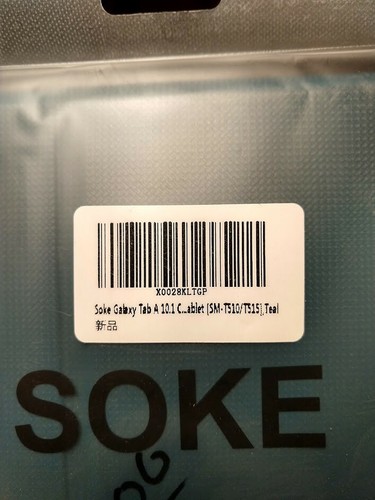 X0028KLTGP
Soke Galaxy Tab A 10.1 C...ablet [SM-T510/T515],Teal
新品
SOKE